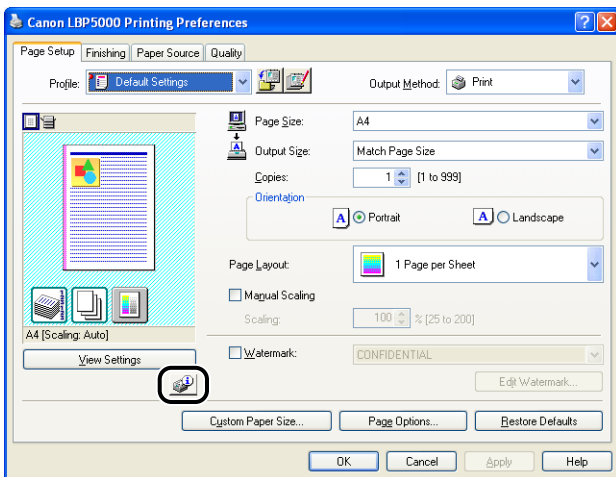 Canon LBP5000 Printing Preferences
Page Setup Finishing Paper Source Quality
Profile: Default Settings Output Method: Print
Page Size: A4
Output Size: Match Page Size
Copies: 1 [1 to 999]
Orientation
A Portrait A Landscape
Page Layout: 1 Page per Sheet
Manual Scaling
Scaling: 100 % [25 to 200]
A4 [Scaling: Auto]
View Settings
Watermark: CONFIDENTIAL
Edit Watermark...
Custom Paper Size... Page Options... Restore Defaults
OK Cancel Apply Help